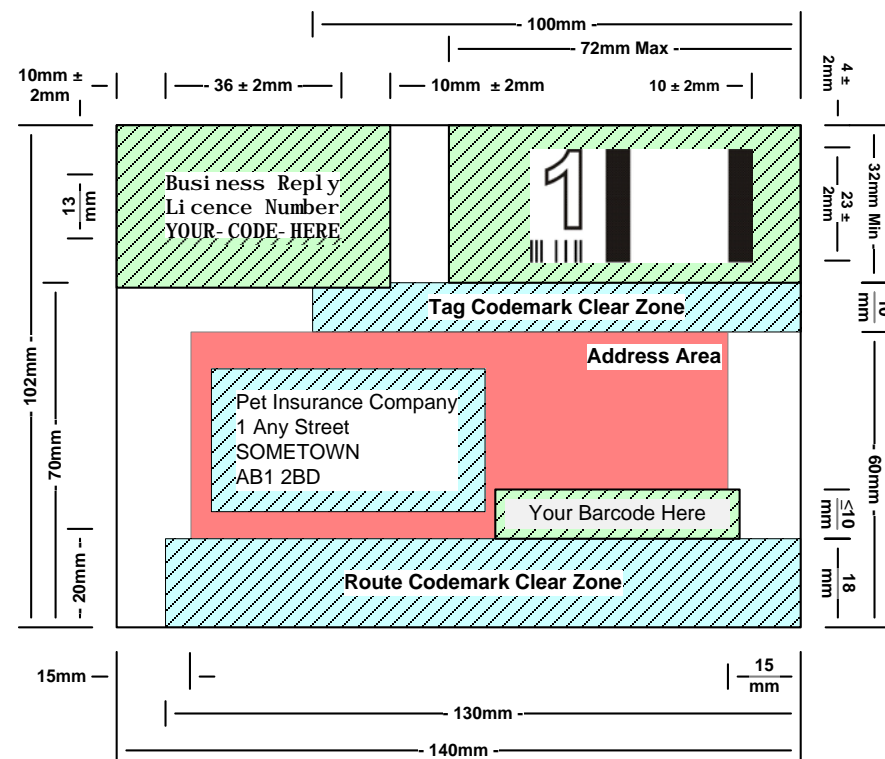 - 100mm -
- 72mm Max -
10mm ±
2mm
- 36 ± 2mm -
10mm ± 2mm
10 ± 2mm
4 ±
2mm
Business Reply
Licence Number
YOUR-CODE-HERE
1
13
mm
23 ±
2mm
32mm Min
Tag Codemark Clear Zone
mm
Address Area
- 102mm -
- 70mm -
Pet Insurance Company
1 Any Street
SOMETOWN
AB1 2BD
- 60mm -
Your Barcode Here
≤10
mm
Route Codemark Clear Zone
- 20mm -
18
mm
15mm
15
mm
- 130mm -
- 140mm -